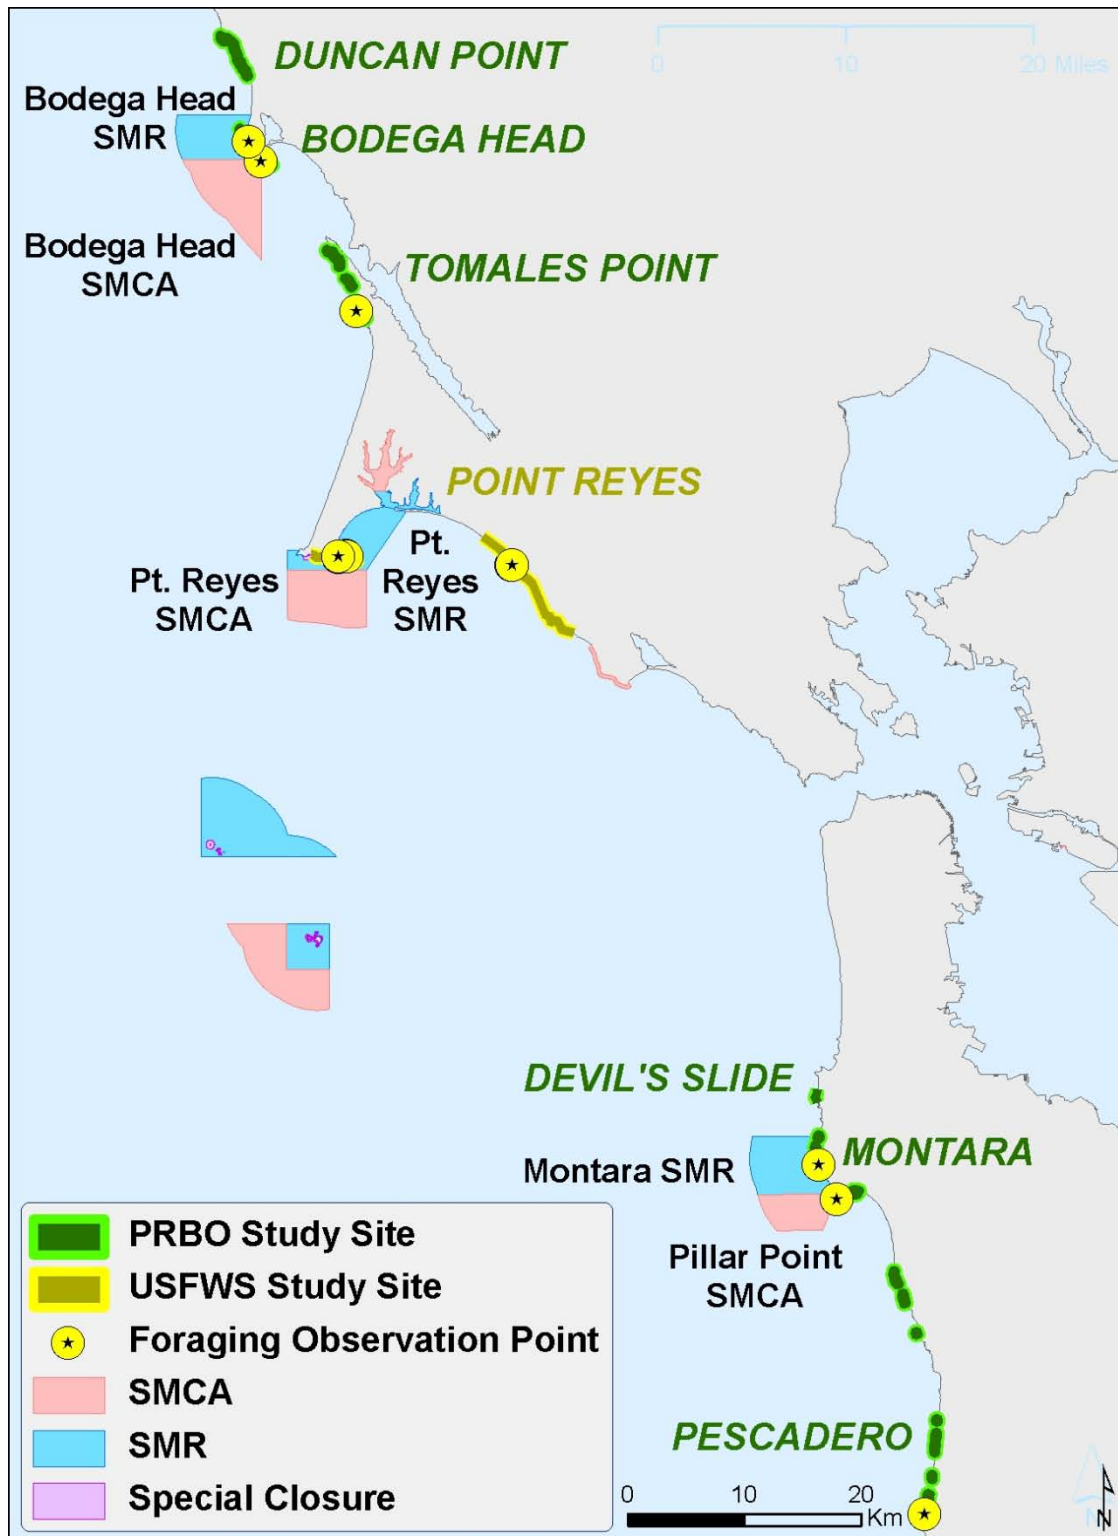 DUNCAN POINT
0 10 20 Miles
Bodega Head
SMR
BODEGA HEAD
Bodega Head
SMCA
TOMALES POINT
POINT REYES
Pt. Reyes
SMCA
Pt.
Reyes
SMR
DEVIL'S SLIDE
MONTARA
Montara SMR
Pillar Point
SMCA
PESCADERO
PRBO Study Site
USFWS Study Site
Foraging Observation Point
SMCA
SMR
Special Closure
0 10 20
Km
N